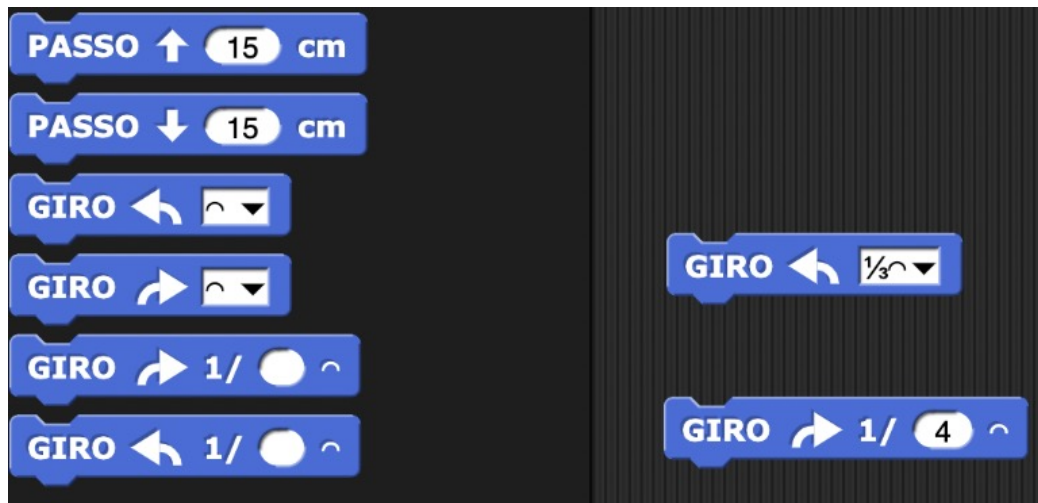 PASSO ↑ 15 cm
PASSO ↓ 15 cm
GIRO ↰ ⌒ ▼
GIRO ↱ ⌒ ▼
GIRO ↱ 1/ ⌒
GIRO ↰ 1/ ⌒
GIRO ↰ ⅓⌒ ▼
GIRO ↱ 1/ 4 ⌒